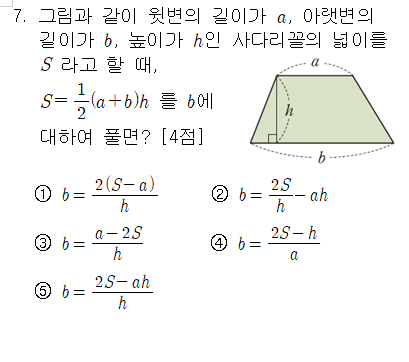 7. 그림과 같이 윗변의 길이가 a, 아랫변의
길이가 b, 높이가 h인 사다리꼴의 넓이를
S 라고 할 때,
S=\frac{1}{2}(a+b)h 를 b에
대하여 풀면? [4점]
a
h
b
① b=\frac{2(S-a)}{h} ② b=\frac{2S}{h}-ah
③ b=\frac{a-2S}{h} ④ b=\frac{2S-h}{a}
⑤ b=\frac{2S-ah}{h}